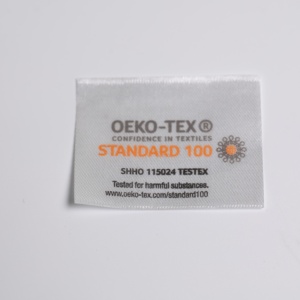 OEKO-TEX®
CONFIDENCE IN TEXTILES
STANDARD 100
SHHO 115024 TESTEX
Tested for harmful substances.
www.oeko-tex.com/standard100